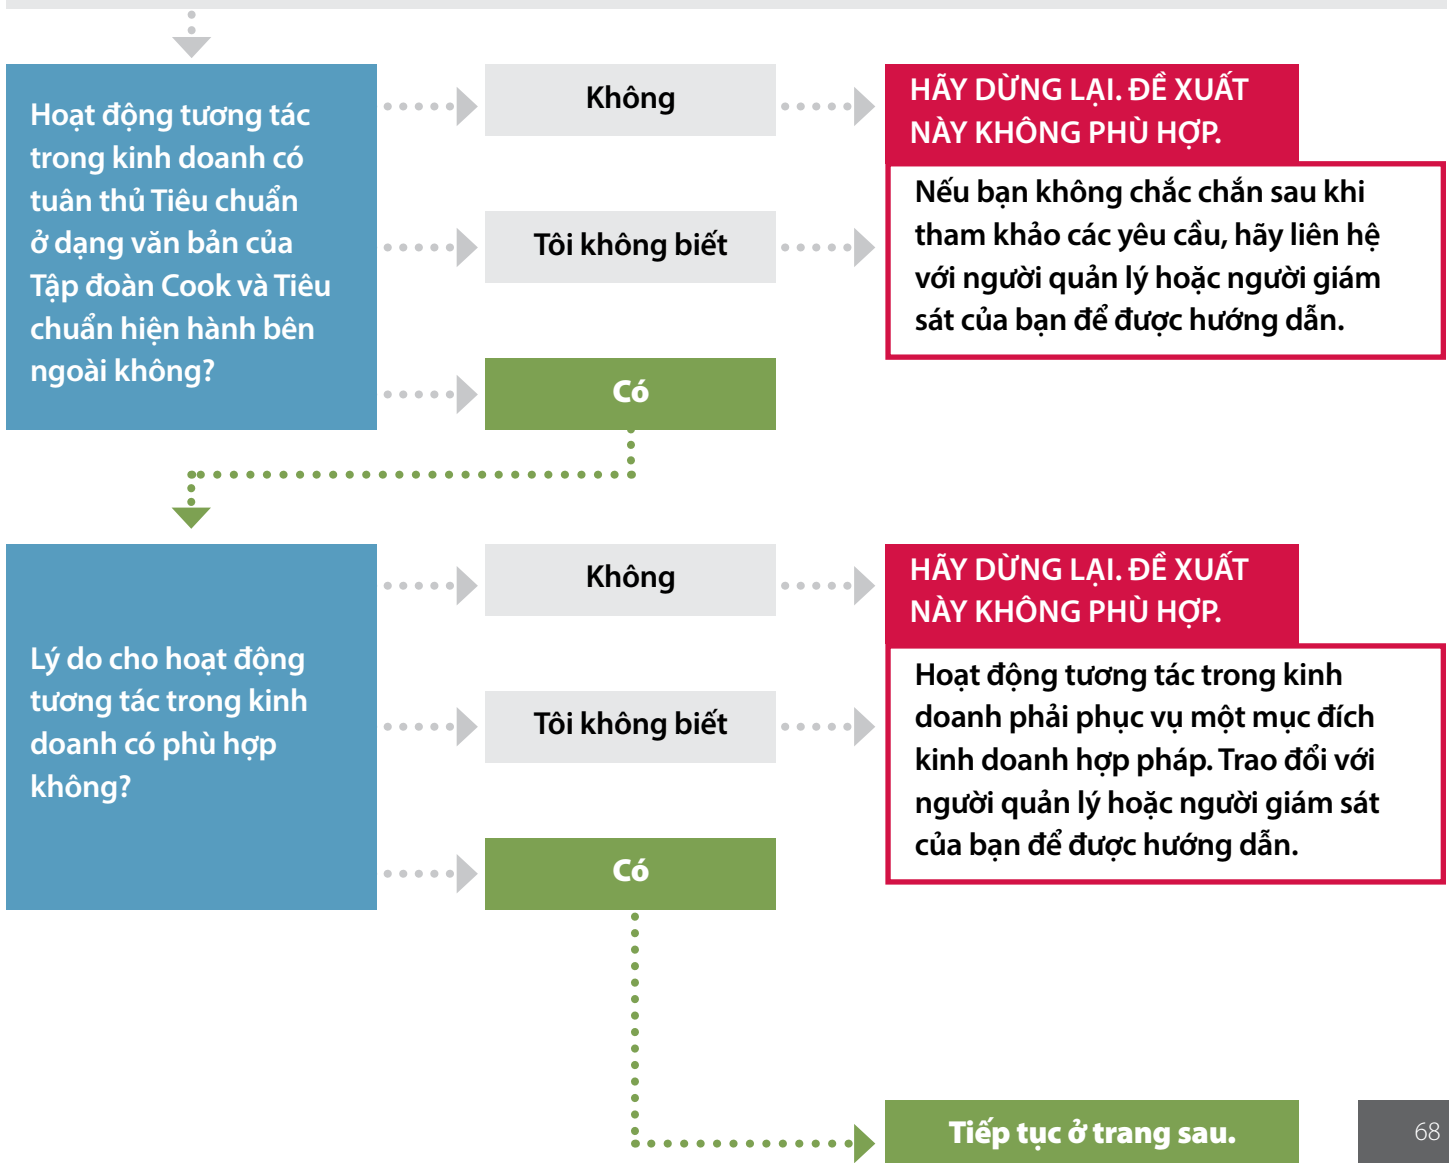 Hoạt động tương tác
trong kinh doanh có
tuân thủ Tiêu chuẩn
ở dạng văn bản của
Tập đoàn Cook và Tiêu
chuẩn hiện hành bên
ngoài không?
Không
Tôi không biết
Có
HÃY DỪNG LẠI. ĐỀ XUẤT
NÀY KHÔNG PHÙ HỢP.
Nếu bạn không chắc chắn sau khi
tham khảo các yêu cầu, hãy liên hệ
với người quản lý hoặc người giám
sát của bạn để được hướng dẫn.
Lý do cho hoạt động
tương tác trong kinh
doanh có phù hợp
không?
Không
Tôi không biết
Có
HÃY DỪNG LẠI. ĐỀ XUẤT
NÀY KHÔNG PHÙ HỢP.
Hoạt động tương tác trong kinh
doanh phải phục vụ một mục đích
kinh doanh hợp pháp. Trao đổi với
người quản lý hoặc người giám sát
của bạn để được hướng dẫn.
Tiếp tục ở trang sau.
68